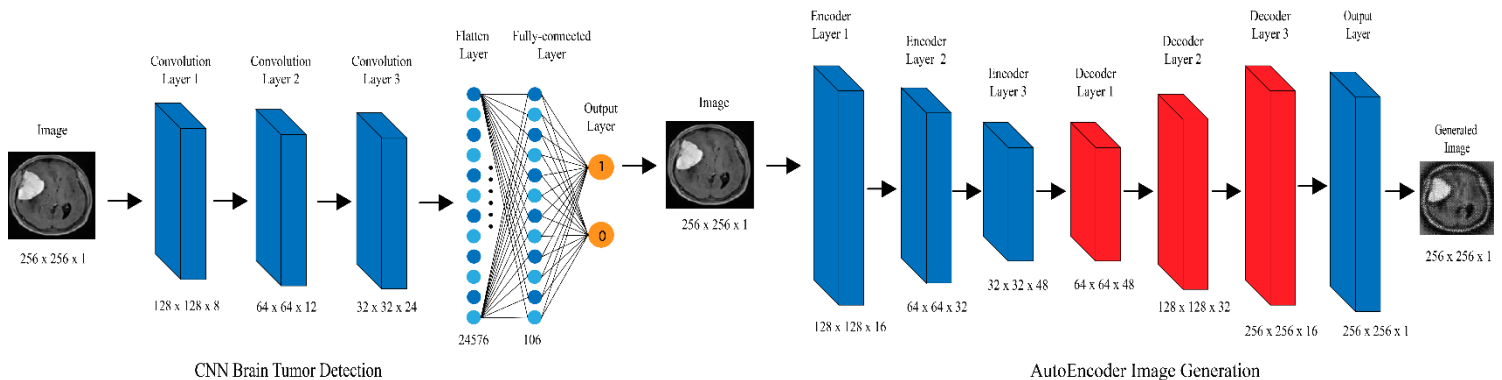 Image
256 x 256 x 1
Convolution
Layer 1
128 x 128 x 8
Convolution
Layer 2
64 x 64 x 12
Convolution
Layer 3
32 x 32 x 24
Flatten
Layer
24576
Fully-connected
Layer
106
Output
Layer
1
0
CNN Brain Tumor Detection
Image
256 x 256 x 1
Encoder
Layer 1
128 x 128 x 16
Encoder
Layer 2
64 x 64 x 32
Encoder
Layer 3
32 x 32 x 48
Decoder
Layer 1
64 x 64 x 48
Decoder
Layer 2
128 x 128 x 32
Decoder
Layer 3
256 x 256 x 16
Output
Layer
256 x 256 x 1
Generated
Image
256 x 256 x 1
AutoEncoder Image Generation